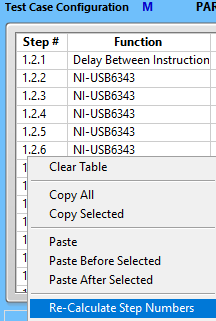 Test Case Configuration M PAR
Step # Function
1.2.1 Delay Between Instruction
1.2.2 NI-USB6343
1.2.3 NI-USB6343
1.2.4 NI-USB6343
1.2.5 NI-USB6343
1.2.6 NI-USB6343
Clear Table
Copy All
Copy Selected
Paste
Paste Before Selected
Paste After Selected
Re-Calculate Step Numbers